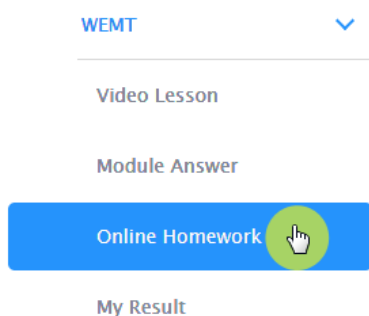 WEMT
Video Lesson
Module Answer
Online Homework
My Result